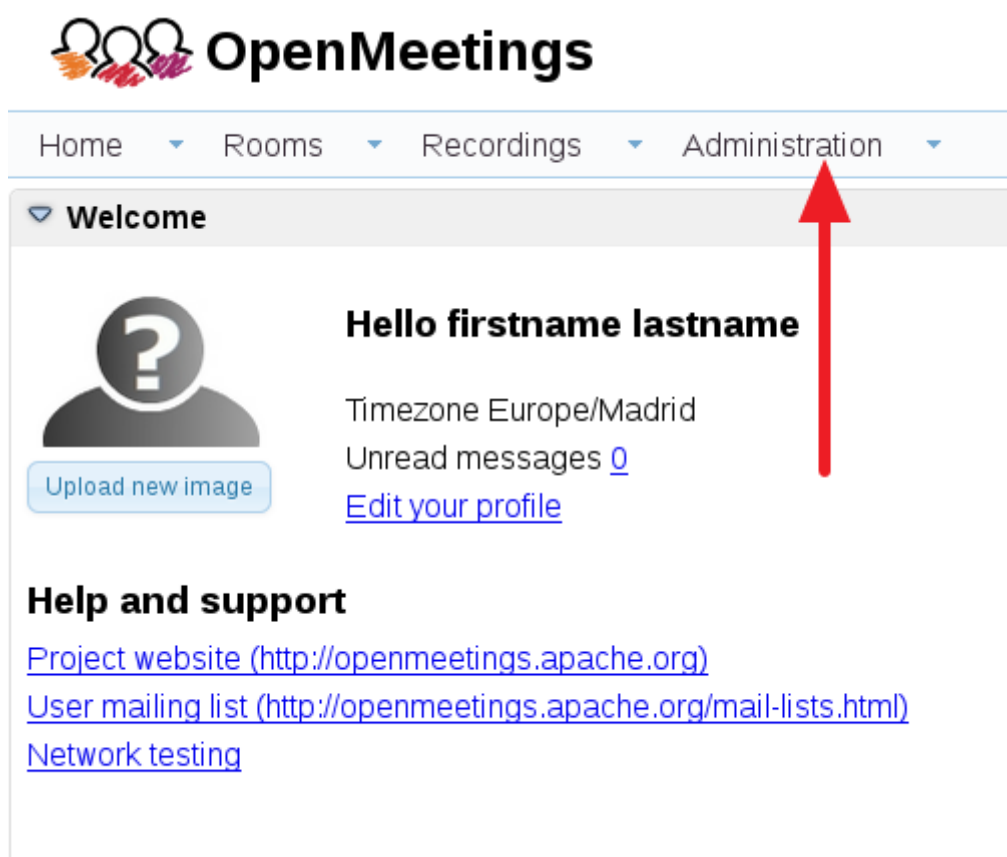 OpenMeetings
Home Rooms Recordings Administration
Welcome
Hello firstname lastname
Timezone Europe/Madrid
Unread messages 0
Edit your profile
Upload new image
Help and support
Project website (http://openmeetings.apache.org)
User mailing list (http://openmeetings.apache.org/mail-lists.html)
Network testing